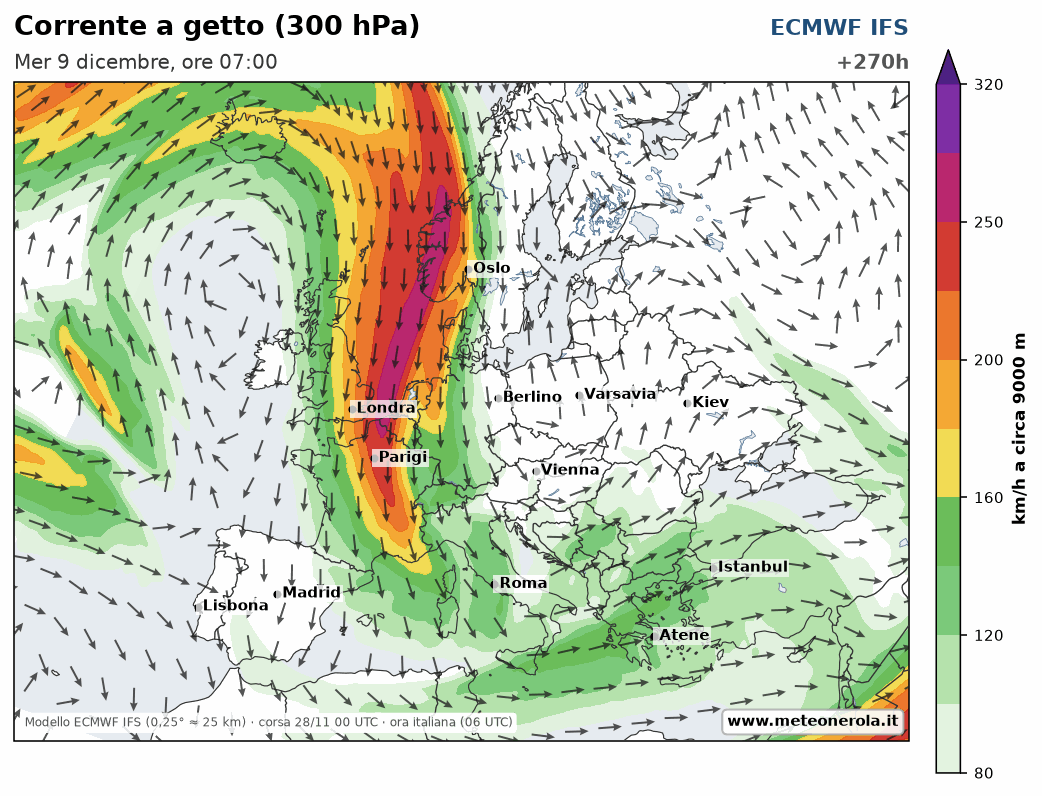 Corrente a getto (300 hPa)
ECMWF IFS
Mer 9 dicembre, ore 07:00
+270h
320
250
200
160
120
80
km/h a circa 9000 m
Oslo
Berlino
Varsavia
Kiev
Londra
Parigi
Vienna
Istanbul
Roma
Madrid
Lisbona
Atene
Modello ECMWF IFS (0,25° ≈ 25 km) · corsa 28/11 00 UTC · ora italiana (06 UTC)
www.meteonerola.it